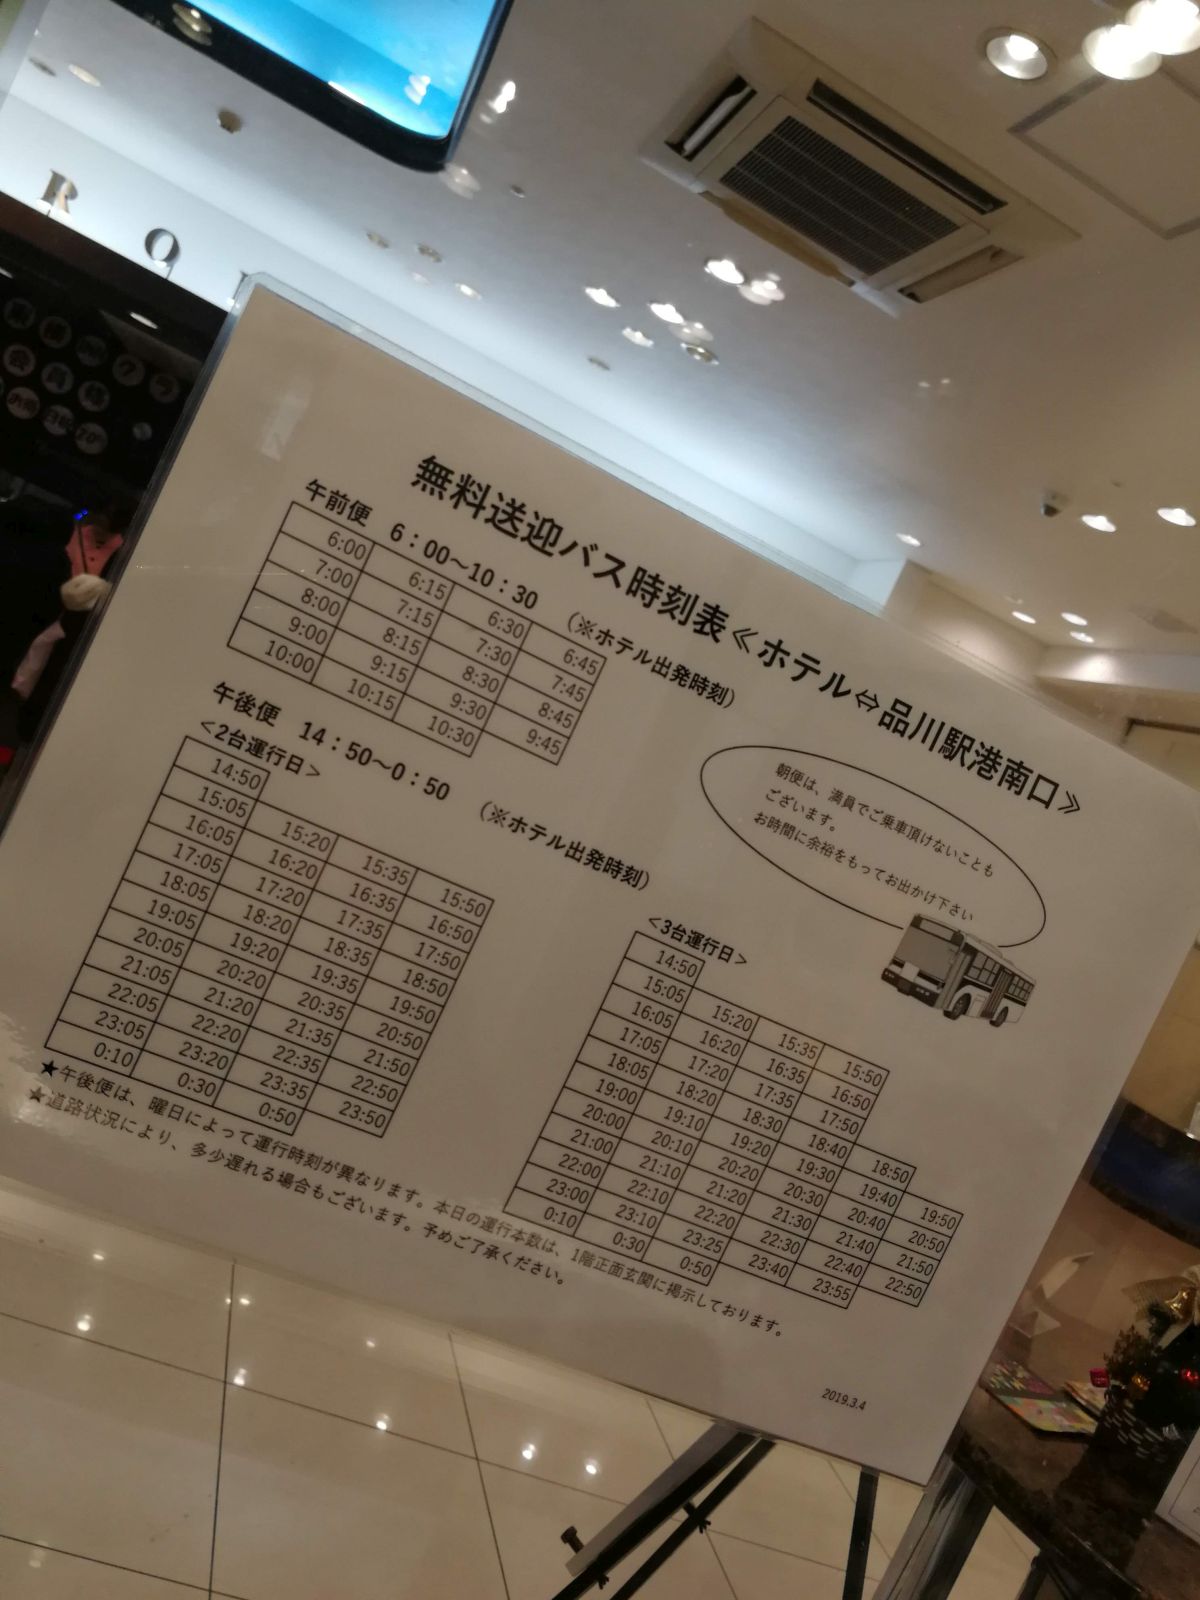 R O
無料送迎バス時刻表≪ホテル⇔品川駅港南口≫
午前便 6：00～10：30 （※ホテル出発時刻）
6:00 6:15 6:30 6:45
7:00 7:15 7:30 7:45
8:00 8:15 8:30 8:45
9:00 9:15 9:30 9:45
10:00 10:15 10:30
朝便は、満員でご乗車頂けないことも
ございます。
お時間に余裕をもってお出かけ下さい
午後便 14：50～0：50 （※ホテル出発時刻）
<2台運行日>
14:50
15:05 15:20 15:35 15:50
16:05 16:20 16:35 16:50
17:05 17:20 17:35 17:50
18:05 18:20 18:35 18:50
19:05 19:20 19:35 19:50
20:05 20:20 20:35 20:50
21:05 21:20 21:35 21:50
22:05 22:20 22:35 22:50
23:05 23:20 23:35 23:50
0:10 0:30 0:50
<3台運行日>
14:50
15:05 15:20 15:35 15:50
16:05 16:20 16:35 16:50
17:05 17:20 17:35 17:50
18:05 18:20 18:30 18:40 18:50
19:00 19:10 19:20 19:30 19:40 19:50
20:00 20:10 20:20 20:30 20:40 20:50
21:00 21:10 21:20 21:30 21:40 21:50
22:00 22:10 22:20 22:30 22:40 22:50
23:00 23:10 23:25 23:40 23:55
0:10 0:30 0:50
★午後便は、曜日によって運行時刻が異なります。本日の運行本数は、1階正面玄関に掲示しております。
★道路状況により、多少遅れる場合もございます。予めご了承ください。
2019.3.4